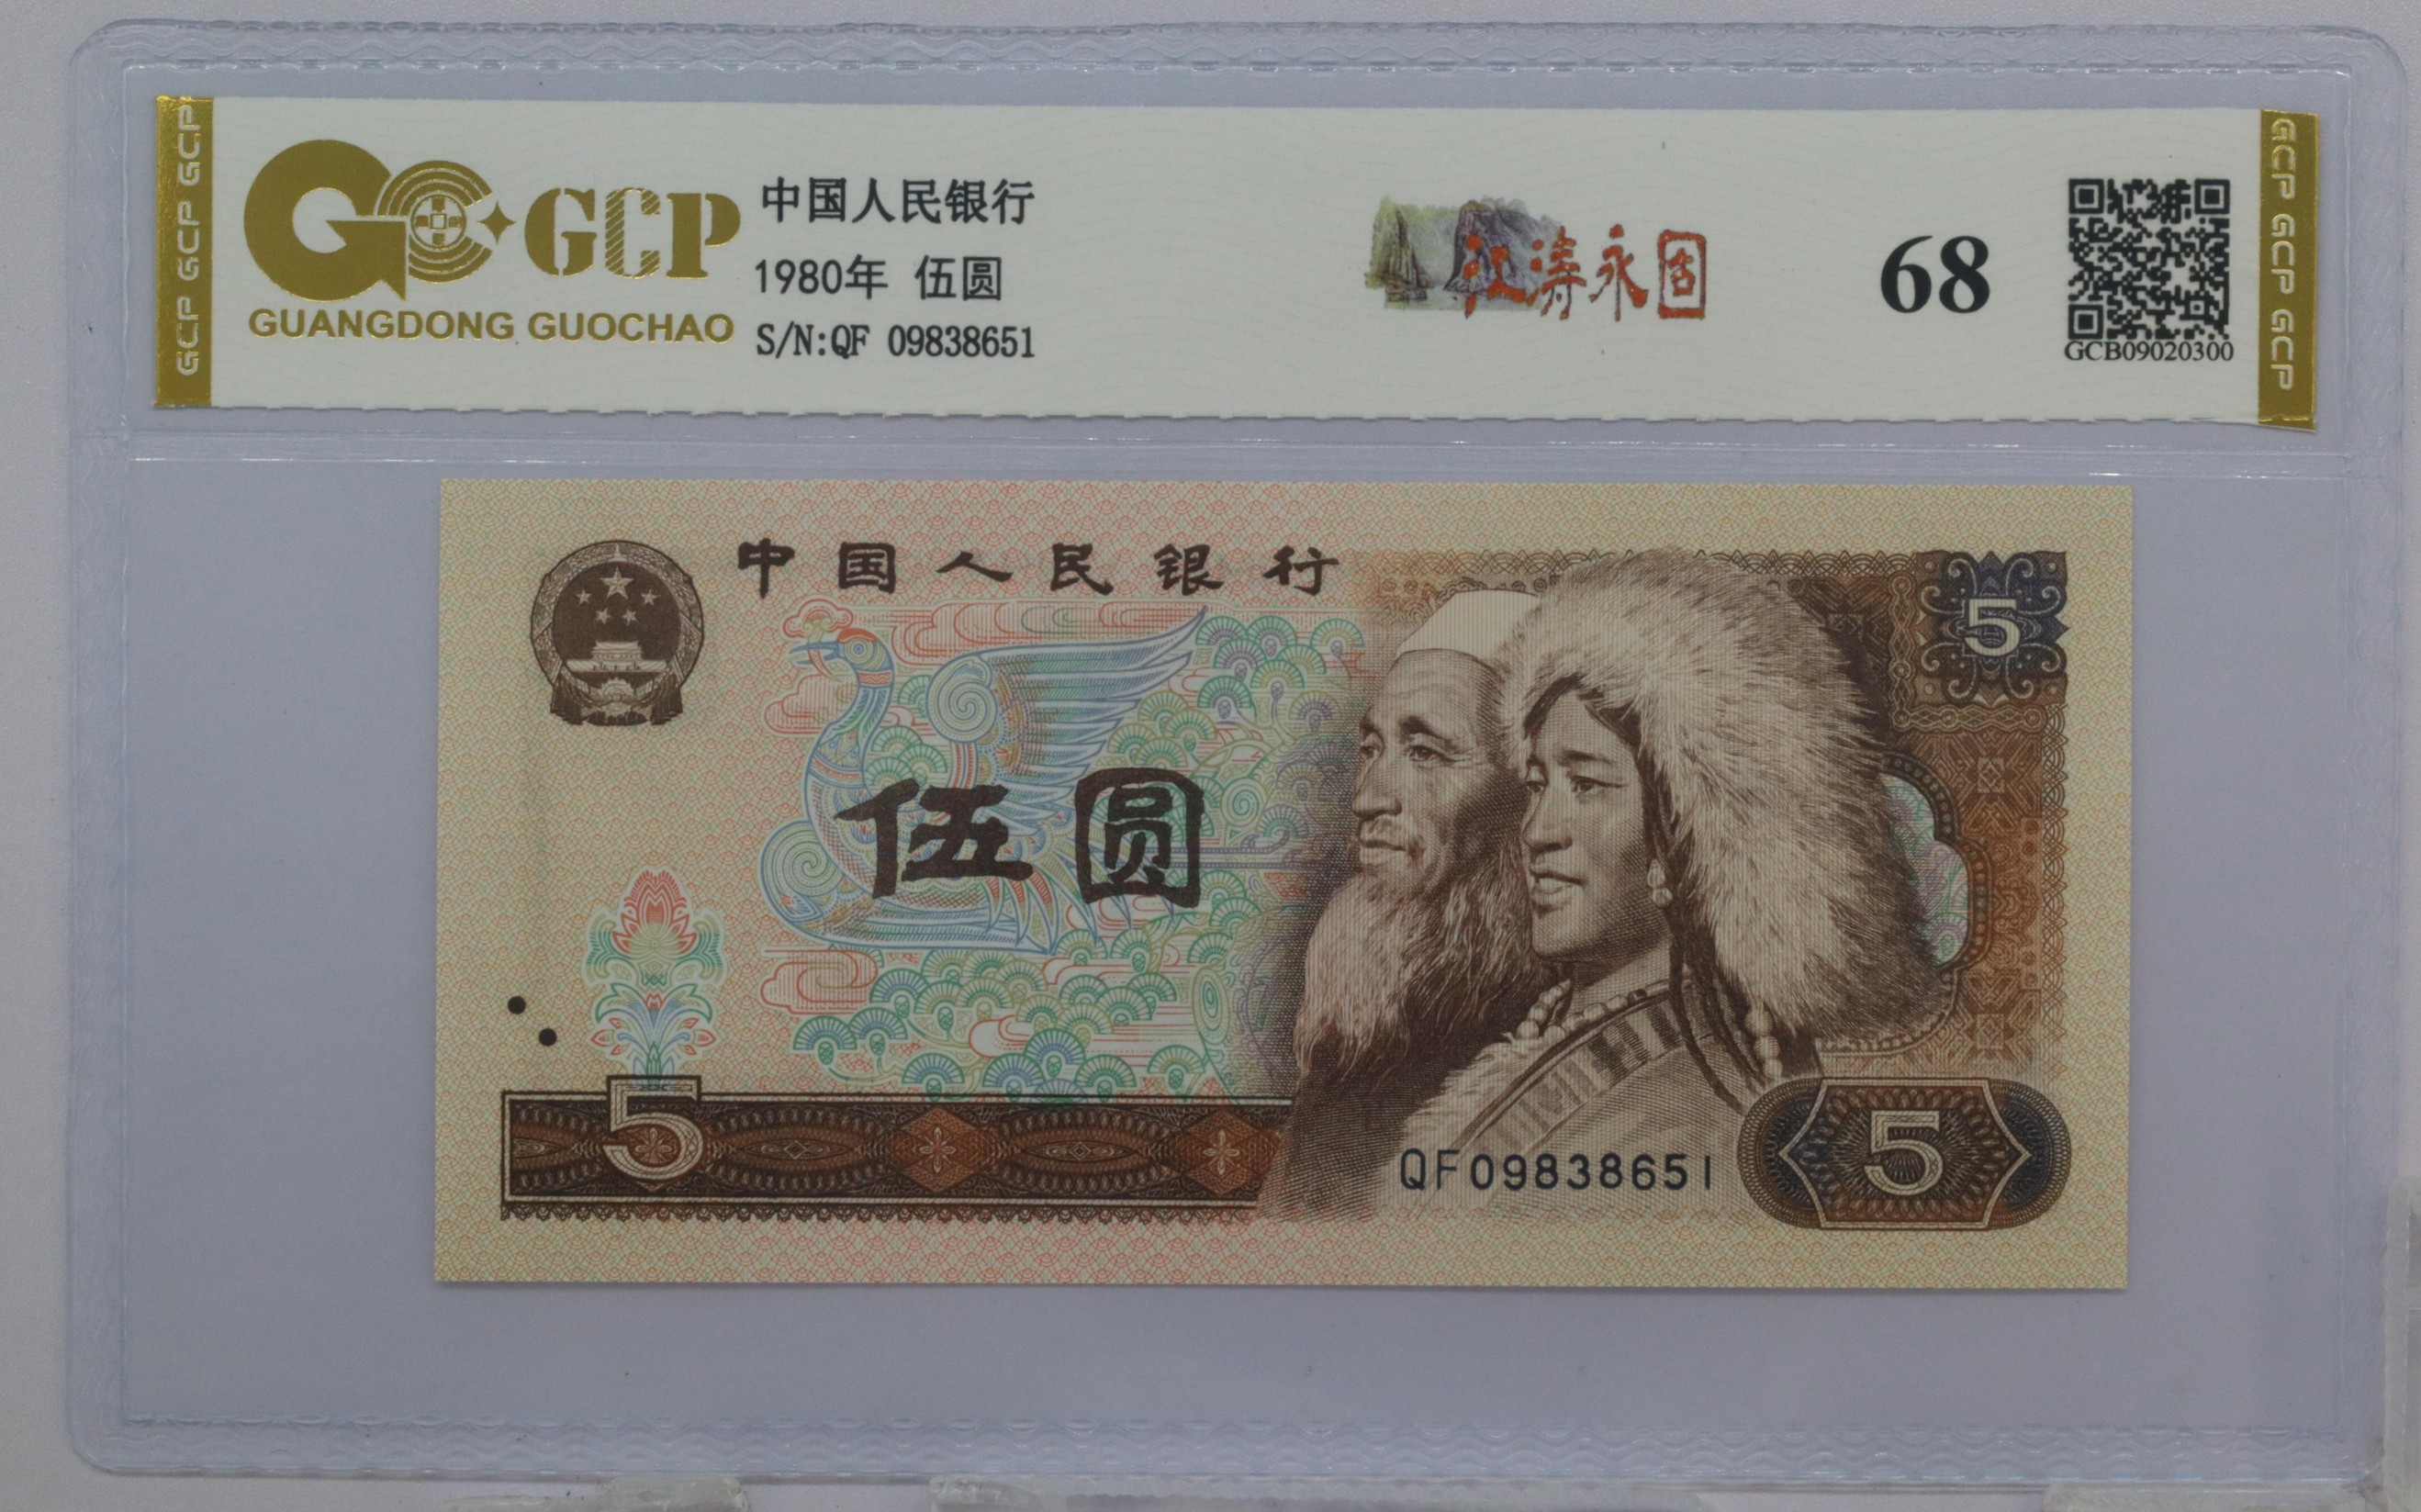 GCP GCP GCP
GCP
GUANGDONG GUOCHAO
中国人民银行
1980年 伍圆
S/N:QF 09838651
永固
68
GCB09020300
GCP GCP GCP
中国人民银行
5
伍圆
5
QF09838651
5